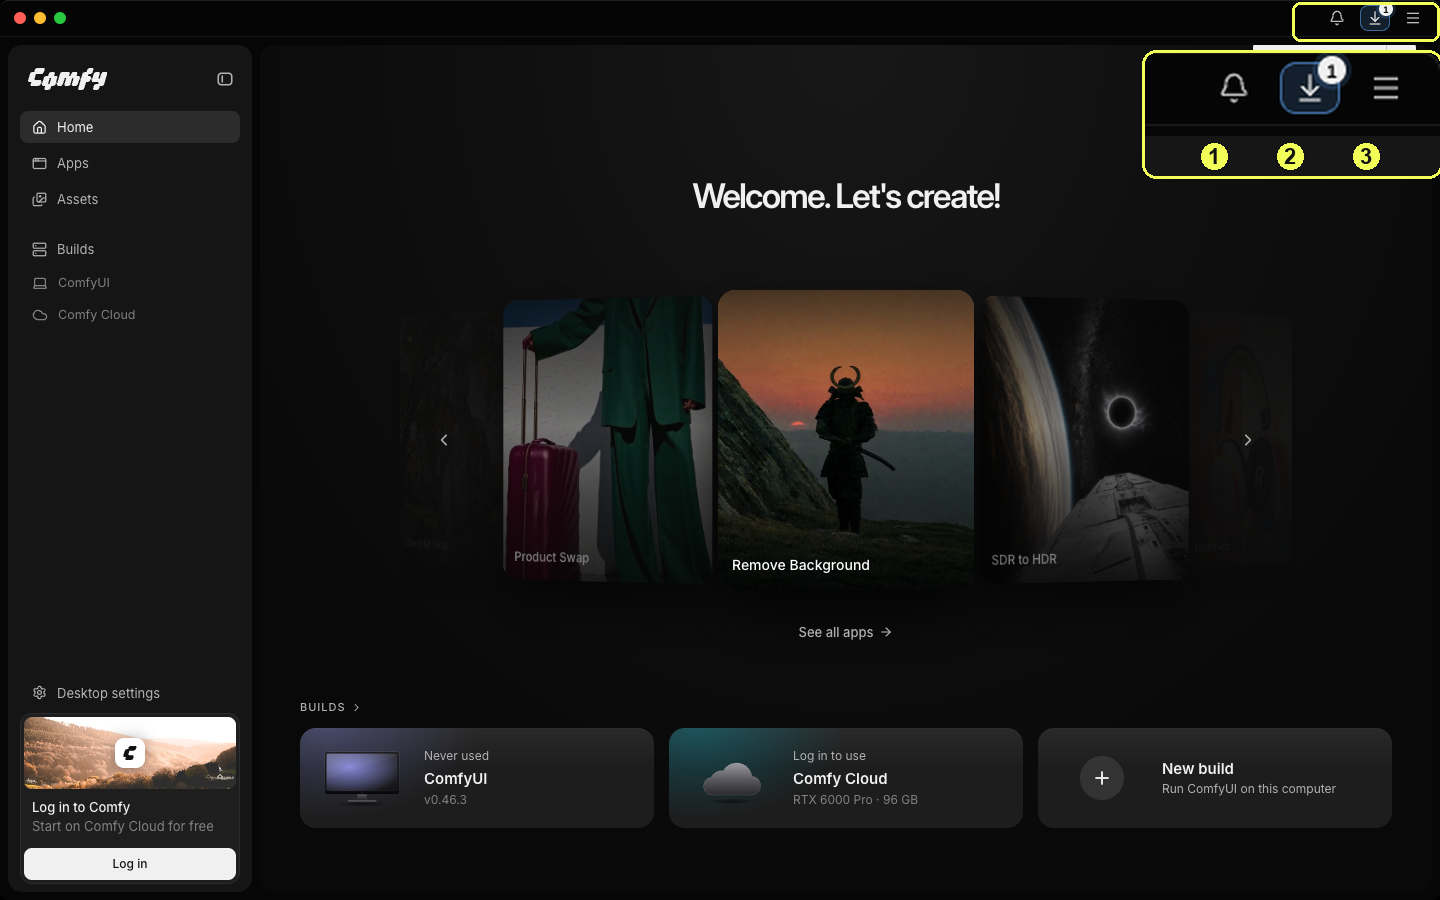 1
1
1 2 3
Comfy
Home
Apps
Assets
Builds
ComfyUI
Comfy Cloud
Welcome. Let's create!
Product Swap
Remove Background
SDR to HDR
See all apps
BUILDS
Never used
ComfyUI
v0.46.3
Log in to use
Comfy Cloud
RTX 6000 Pro · 96 GB
New build
Run ComfyUI on this computer
Desktop settings
Log in to Comfy
Start on Comfy Cloud for free
Log in